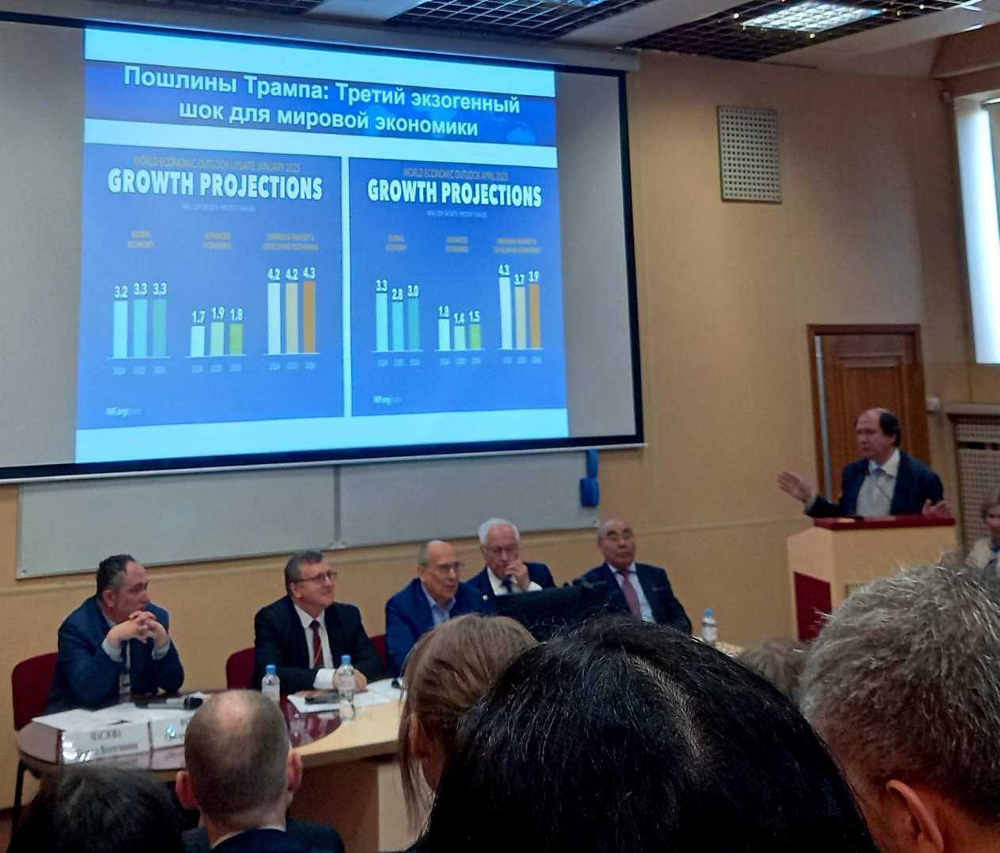 Пошлины Трампа: Третий экзогенный
шок для мировой экономики
WORLD ECONOMIC OUTLOOK UPDATE JANUARY 2025
GROWTH PROJECTIONS
REAL GDP GROWTH, PERCENT CHANGE
GLOBAL
ECONOMY
ADVANCED
ECONOMIES
EMERGING MARKET &
DEVELOPING ECONOMIES
3.2 3.3 3.3
1.7 1.9 1.8
4.2 4.2 4.3
2024 2025 2026
2024 2025 2026
2024 2025 2026
IMF.org/pubs
WORLD ECONOMIC OUTLOOK APRIL 2025
GROWTH PROJECTIONS
REAL GDP GROWTH, PERCENT CHANGE
GLOBAL
ECONOMY
ADVANCED
ECONOMIES
EMERGING MARKET &
DEVELOPING ECONOMIES
3.3 2.8 3.0
1.8 1.4 1.5
4.3 3.7 3.9
2024 2025 2026
2024 2025 2026
2024 2025 2026
IMF.org/pubs
МАСЛОВА